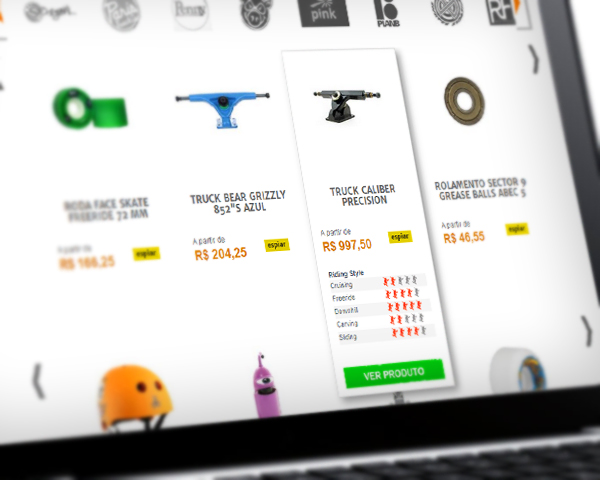 pink
PLANB
RODA FACE SKATE
FREERIDE 72 MM
A partir de
R$ 166,25
espiar
TRUCK BEAR GRIZZLY
852"S AZUL
A partir de
R$ 204,25
espiar
TRUCK CALIBER
PRECISION
A partir de
R$ 997,50
espiar
Riding Style
Cruising
Freeride
Downhill
Carving
Sliding
VER PRODUTO
ROLAMENTO SECTOR 9
GREASE BALLS ABEC 5
A partir de
R$ 46,55
espiar